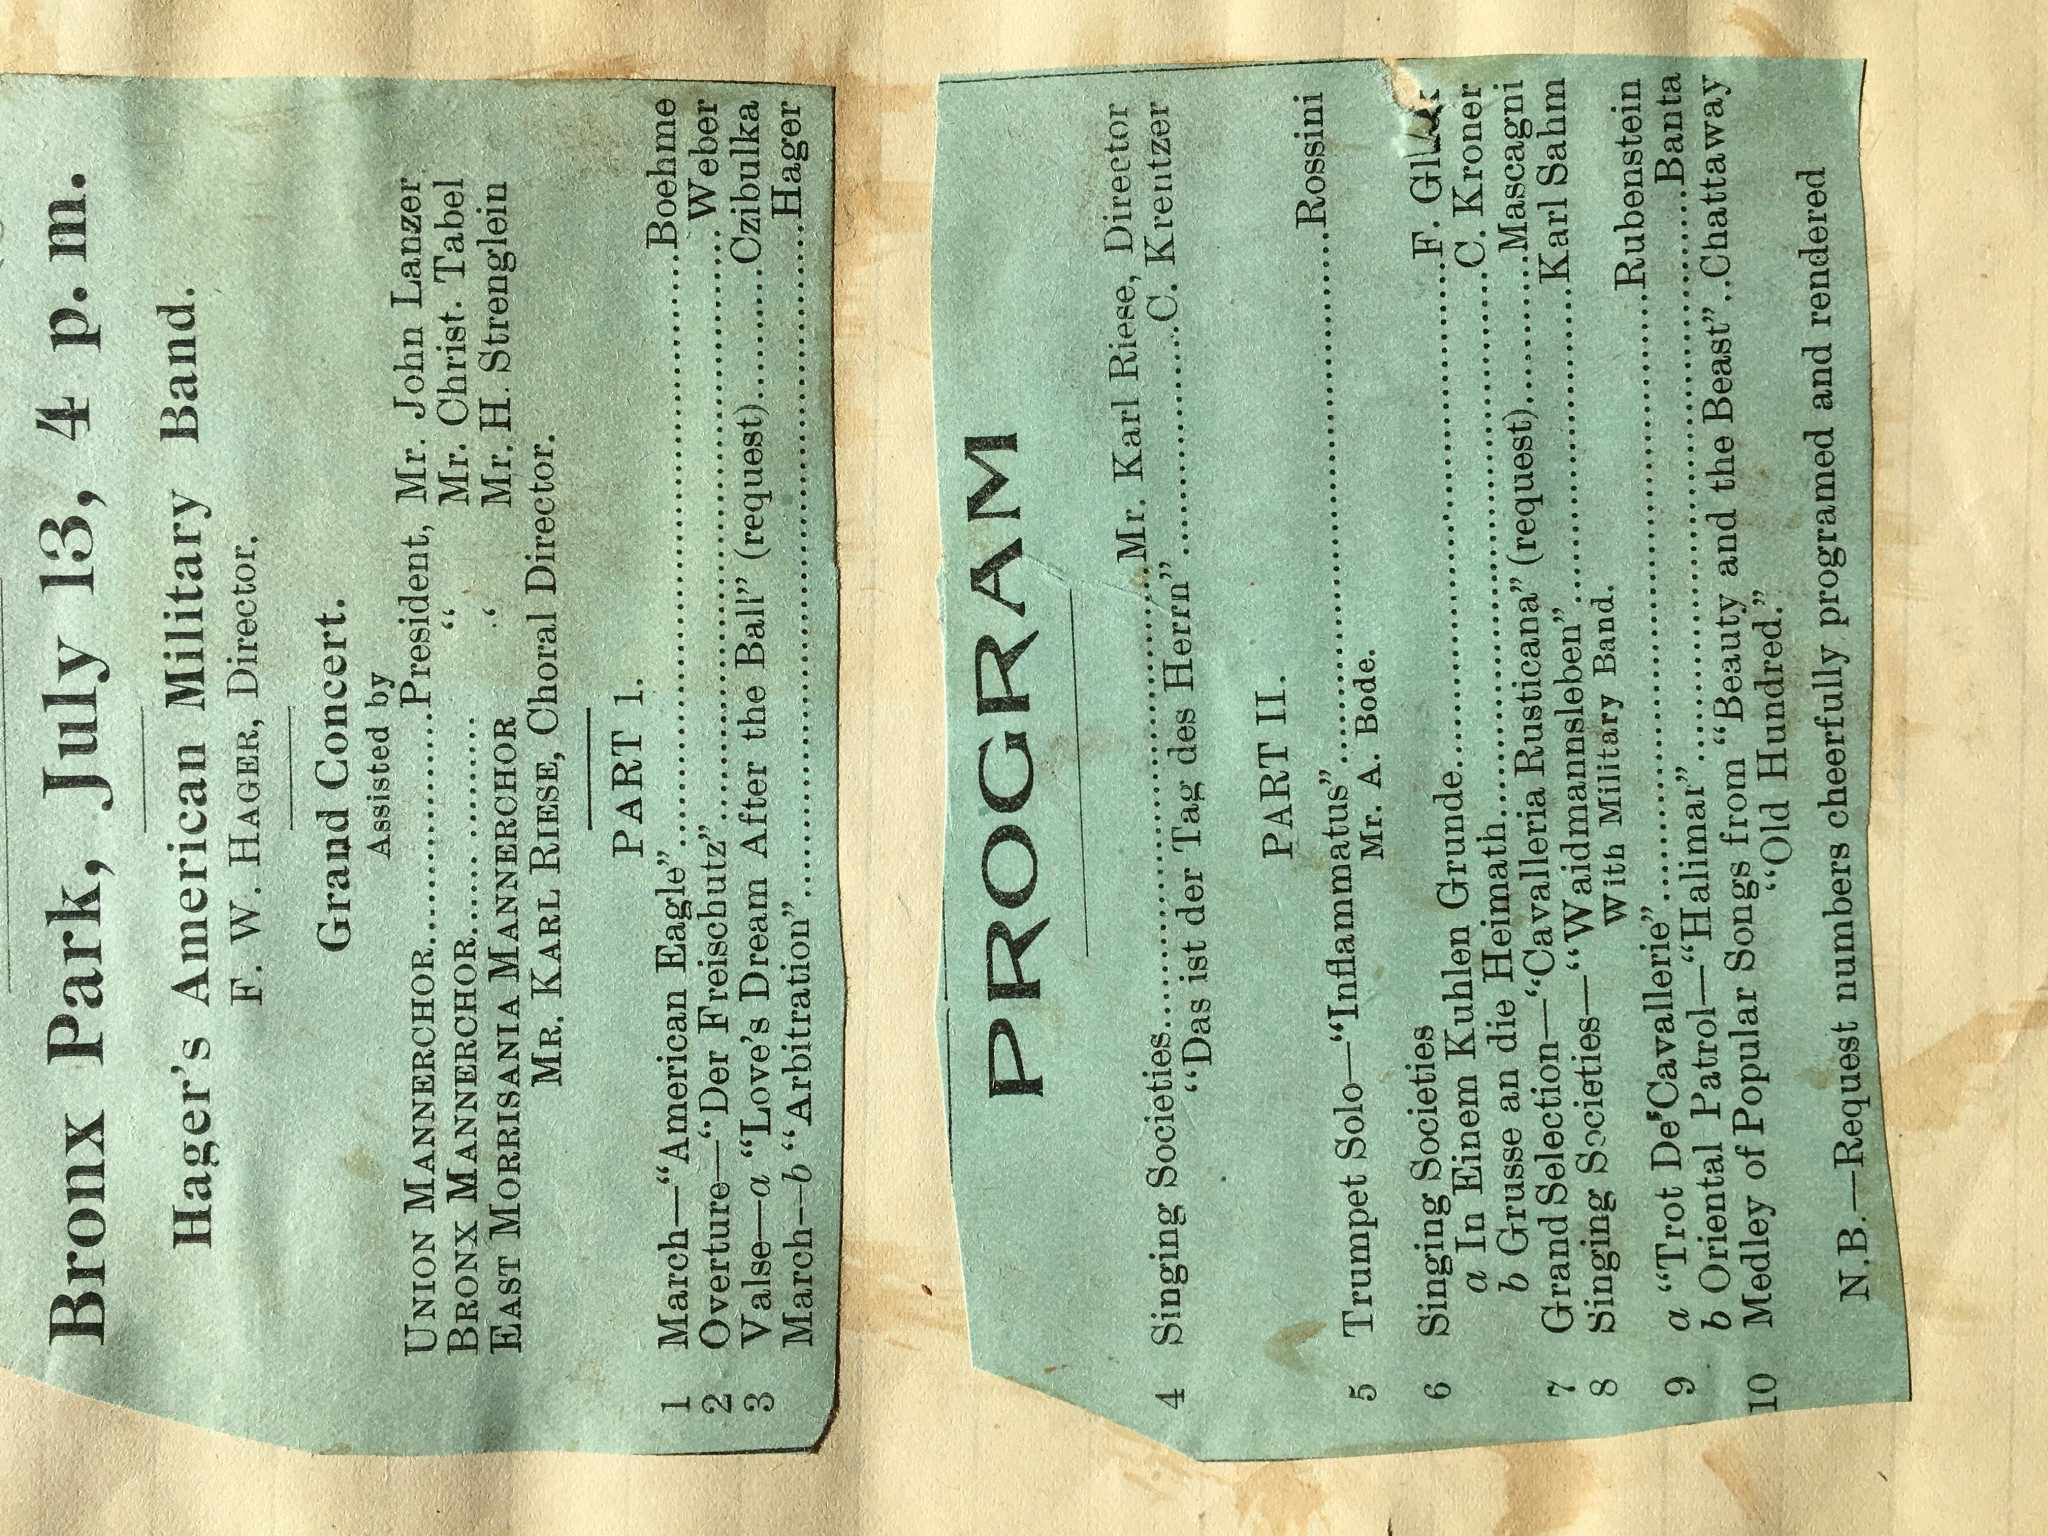 Bronx Park, July 13, 4 p.m.
Hager's American Military Band.
F. W. HAGER, Director.
Grand Concert.
Assisted by
UNION MANNERCHOR..............President, Mr. John Lanzer
BRONX MANNERCHOR..... ........ “ Mr. Christ. Tabel
EAST MORRISANIA MANNERCHOR “ Mr. H. Strenglein
MR. KARL RIESE, Choral Director.
PART 1.
1 March—“American Eagle”..............................Boehme
2 Overture—“Der Freischutz”..............................Weber
3 Valse—a “Love's Dream After the Ball” (request)........Czibulka
March—b “Arbitration”..............................Hager
PROGRAM
4 Singing Societies..............................Mr. Karl Riese, Director
“Das ist der Tag des Herrn”..............C. Kreutzer
PART II.
5 Trumpet Solo—“Inflammatus”..............................Rossini
Mr. A. Bode.
6 Singing Societies
a In Einem Kuhlen Grunde..............................F.
b Grusse an die Heimath..............................C. Kroner
7 Grand Selection—“Cavalleria Rusticana” (request)........Mascagni
8 Singing Societies—“Waidmannsleben”..............Karl Sahm
With Military Band.
9 a “Trot De'Cavallerie”..............................Rubenstein
b Oriental Patrol—“Halimar”..............................Banta
10 Medley of Popular Songs from “Beauty and the Beast”..Chattaway
“Old Hundred.”
N.B.—Request numbers cheerfully programed and rendered